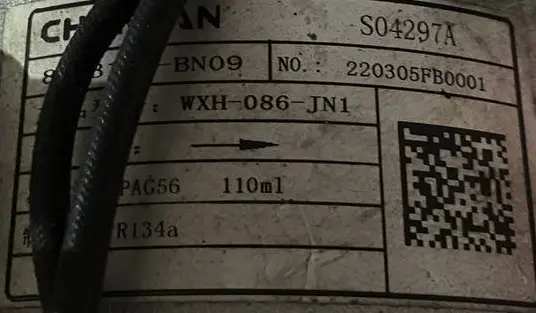 S04297A
-BN09 NO.: 220305FB0001
: WXH-086-JN1
PAG56 110ml
R134a